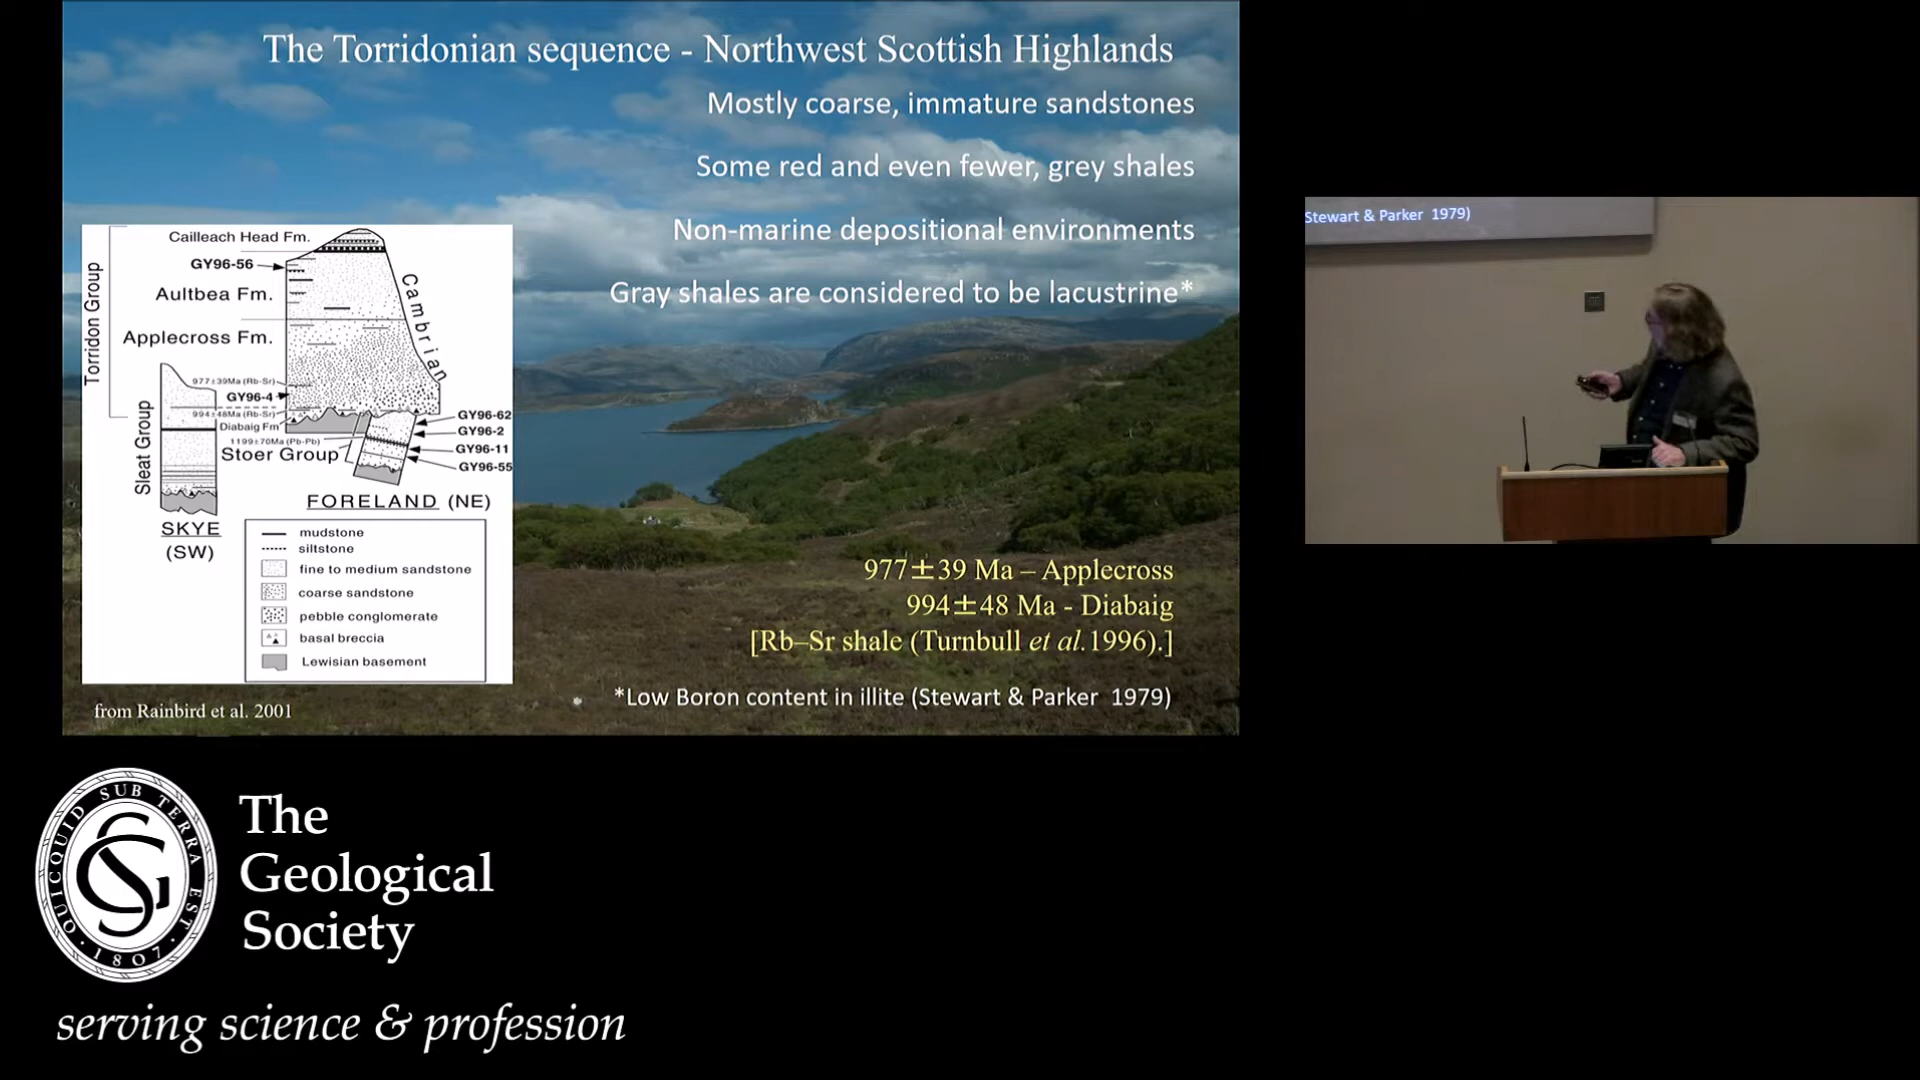 The Torridonian sequence - Northwest Scottish Highlands
Mostly coarse, immature sandstones
Some red and even fewer, grey shales
Non-marine depositional environments
Gray shales are considered to be lacustrine*
Torridon Group
Cailleach Head Fm.
GY96-56
Aultbea Fm.
Applecross Fm.
Cambrian
977±39Ma (Rb-Sr)
GY96-4
994±48Ma (Rb-Sr)
Diabaig Fm
1199±70Ma (Pb-Pb)
Stoer Group
Sleat Group
GY96-62
GY96-2
GY96-11
GY96-55
FORELAND (NE)
SKYE
(SW)
mudstone
siltstone
fine to medium sandstone
coarse sandstone
pebble conglomerate
basal breccia
Lewisian basement
977±39 Ma – Applecross
994±48 Ma - Diabaig
[Rb–Sr shale (Turnbull et al.1996).]
*Low Boron content in illite (Stewart & Parker 1979)
from Rainbird et al. 2001
Stewart & Parker 1979)
QUICQUID SUB TERRA EST
· 1807 ·
The
Geological
Society
serving science & profession